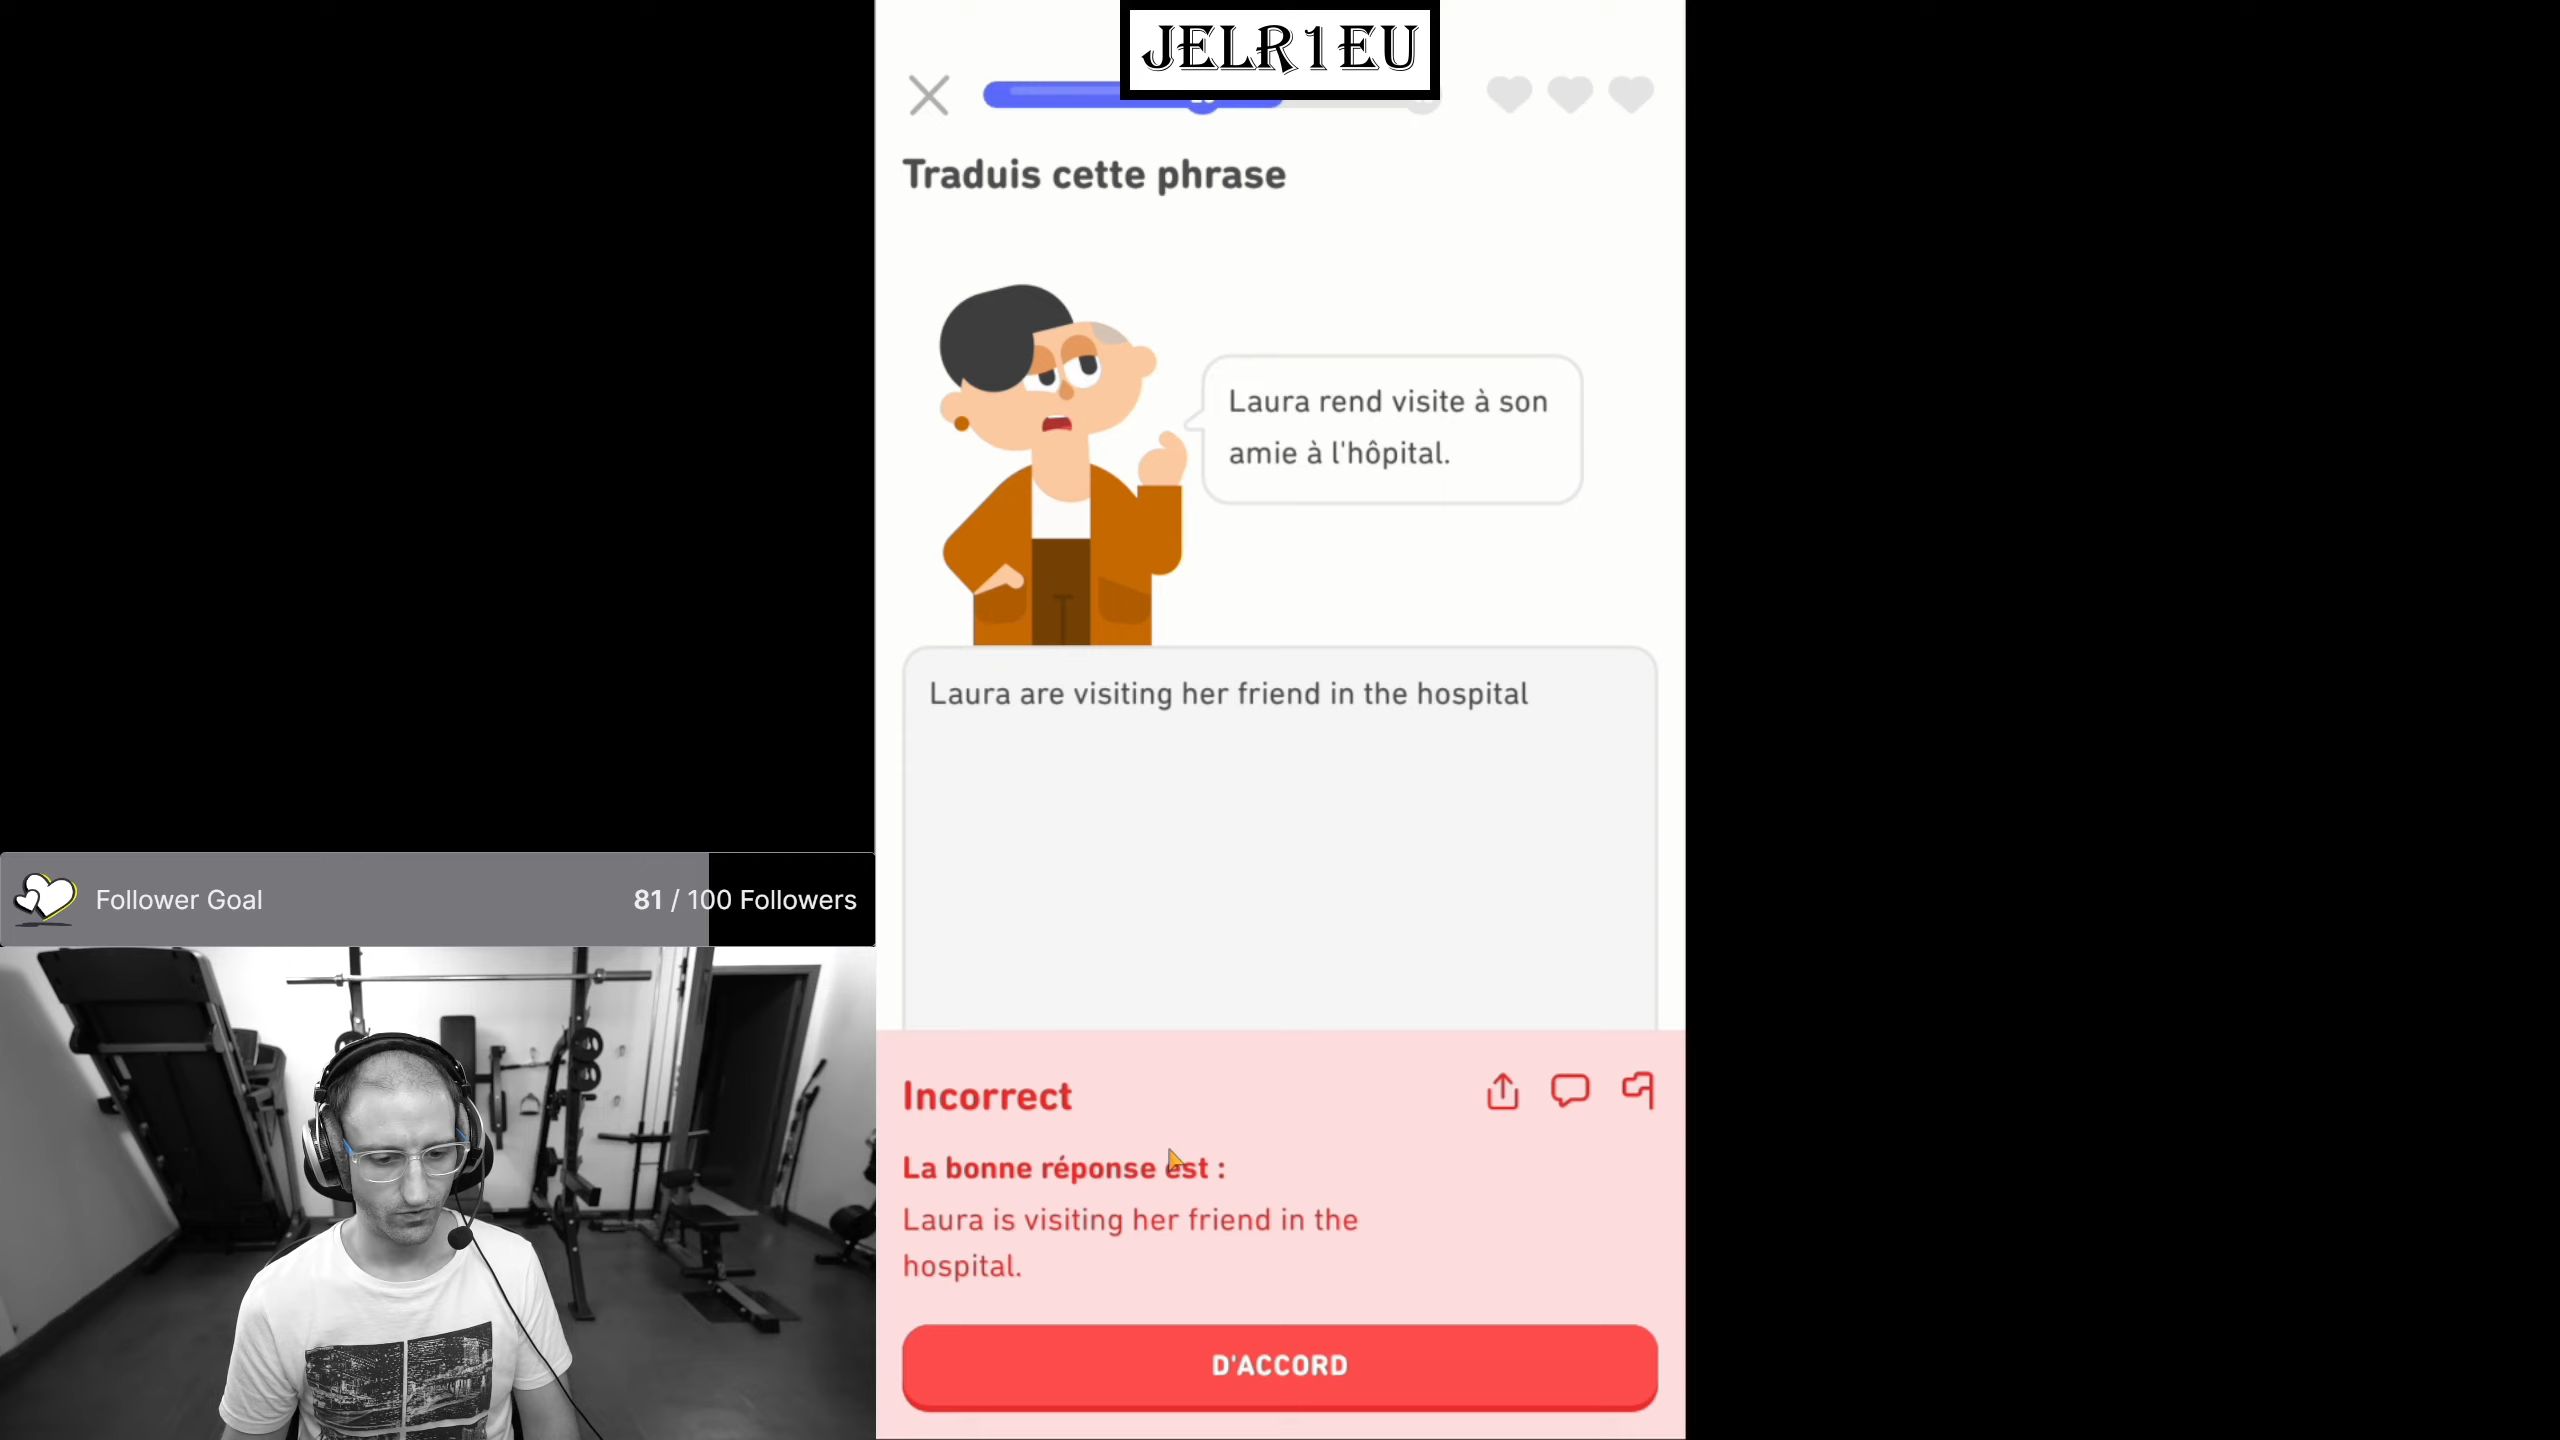 JELR1EU
Traduis cette phrase
Laura rend visite à son
amie à l'hôpital.
Laura are visiting her friend in the hospital
Follower Goal
81 / 100 Followers
Incorrect
La bonne réponse est :
Laura is visiting her friend in the
hospital.
D'ACCORD